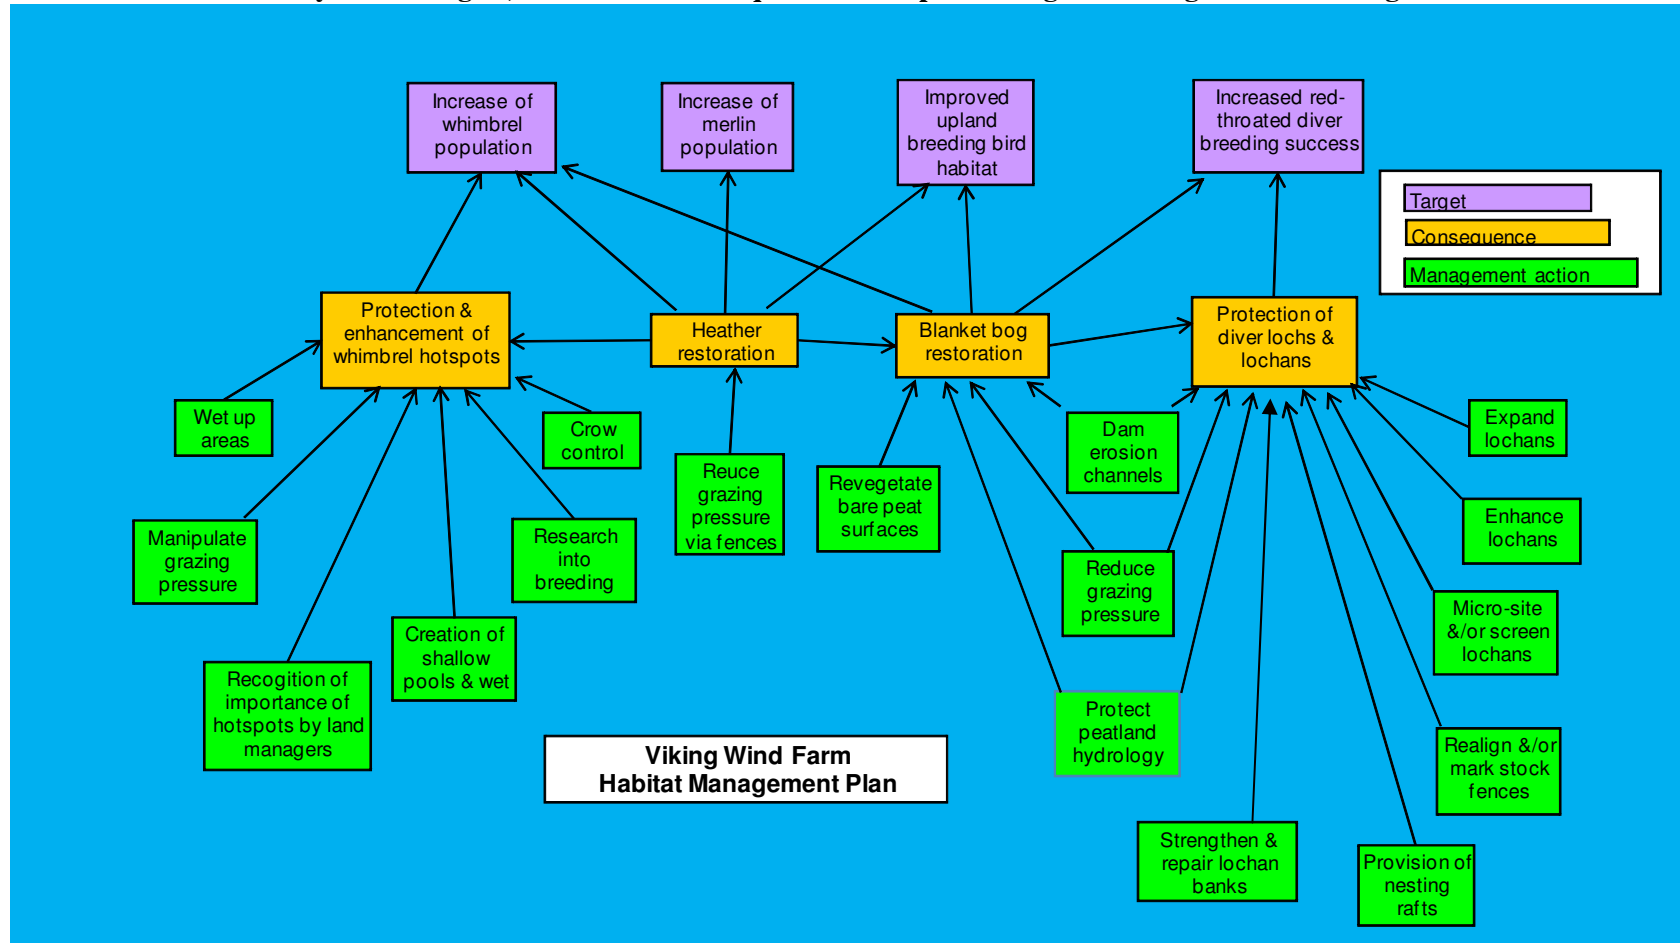 Increase of
whimbrel
population
Increase of
merlin
population
Improved
upland
breeding bird
habitat
Increased red-
throated diver
breeding success
Target
Consequence
Management action
Protection &
enhancement of
whimbrel hotspots
Heather
restoration
Blanket bog
restoration
Protection of
diver lochs &
lochans
Wet up
areas
Crow
control
Dam
erosion
channels
Expand
lochans
Reuce
grazing
pressure
via fences
Revegetate
bare peat
surfaces
Enhance
lochans
Manipulate
grazing
pressure
Research
into
breeding
Reduce
grazing
pressure
Micro-site
&/or screen
lochans
Creation of
shallow
pools & wet
Recogition of
importance of
hotspots by land
managers
Protect
peatland
hydrology
Realign &/or
mark stock
fences
Viking Wind Farm
Habitat Management Plan
Strengthen &
repair lochan
banks
Provision of
nesting
rafts